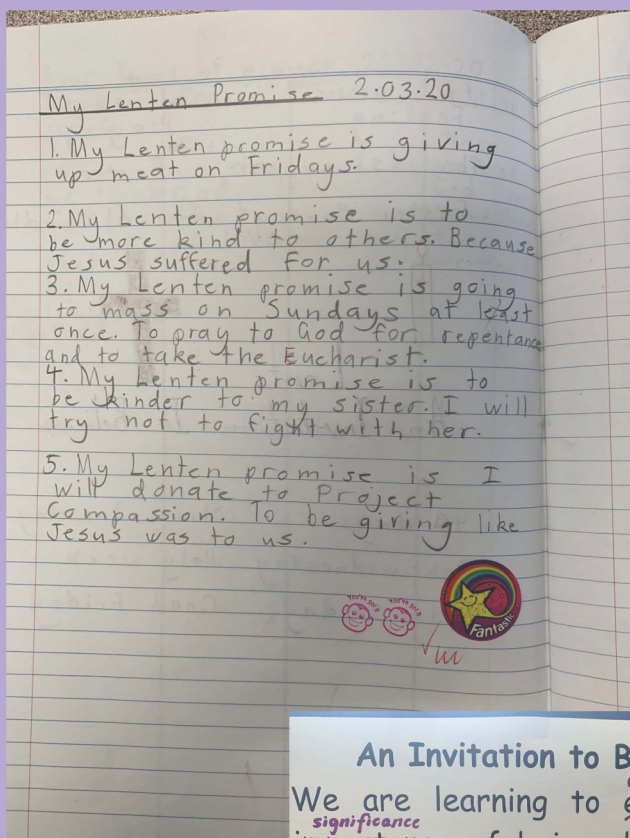 My Lenten Promise 2.03.20
1. My Lenten promise is giving
up meat on Fridays.
2. My Lenten promise is to
be more kind to others. Because
Jesus suffered for us.
3. My Lenten promise is going
to mass on Sundays at least
once. To pray to God for repentance
and to take the Eucharist.
4. My Lenten promise is to
be kinder to my sister. I will
try not to fight with her.
5. My Lenten promise is I
will donate to Project
Compassion. To be giving like
Jesus was to us.
Fantastic
An Invitation to B
We are learning to
significance